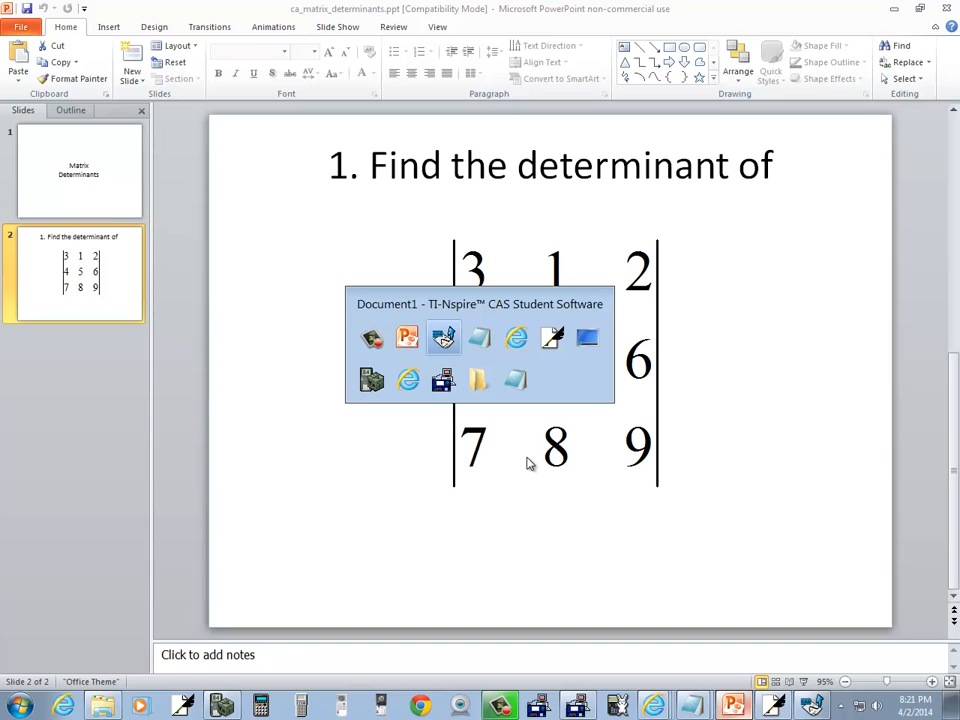 ca_matrix_determinants.ppt [Compatibility Mode] - Microsoft PowerPoint non-commercial use
File Home Insert Design Transitions Animations Slide Show Review View
Paste
Cut
Copy
Format Painter
Clipboard
New
Slide
Layout
Reset
Section
Slides
B I U S abc AV Aa A
Font
Text Direction
Align Text
Convert to SmartArt
Paragraph
Arrange
Quick
Styles
Shape Fill
Shape Outline
Shape Effects
Drawing
Find
Replace
Select
Editing
Slides Outline
1
Matrix
Determinants
2
1. Find the determinant of
3 1 2
4 5 6
7 8 9
1. Find the determinant of
3 1 2
Document1 - TI-Nspire™ CAS Student Software
6
7 8 9
Click to add notes
Slide 2 of 2 "Office Theme" 95%
8:21 PM
4/2/2014